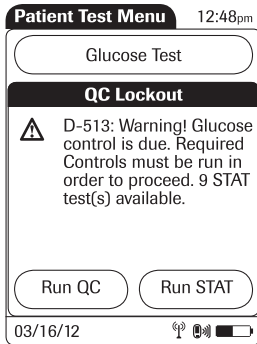 Patient Test Menu 12:48pm
Glucose Test
QC Lockout
D-513: Warning! Glucose
control is due. Required
Controls must be run in
order to proceed. 9 STAT
test(s) available.
Run QC Run STAT
03/16/12